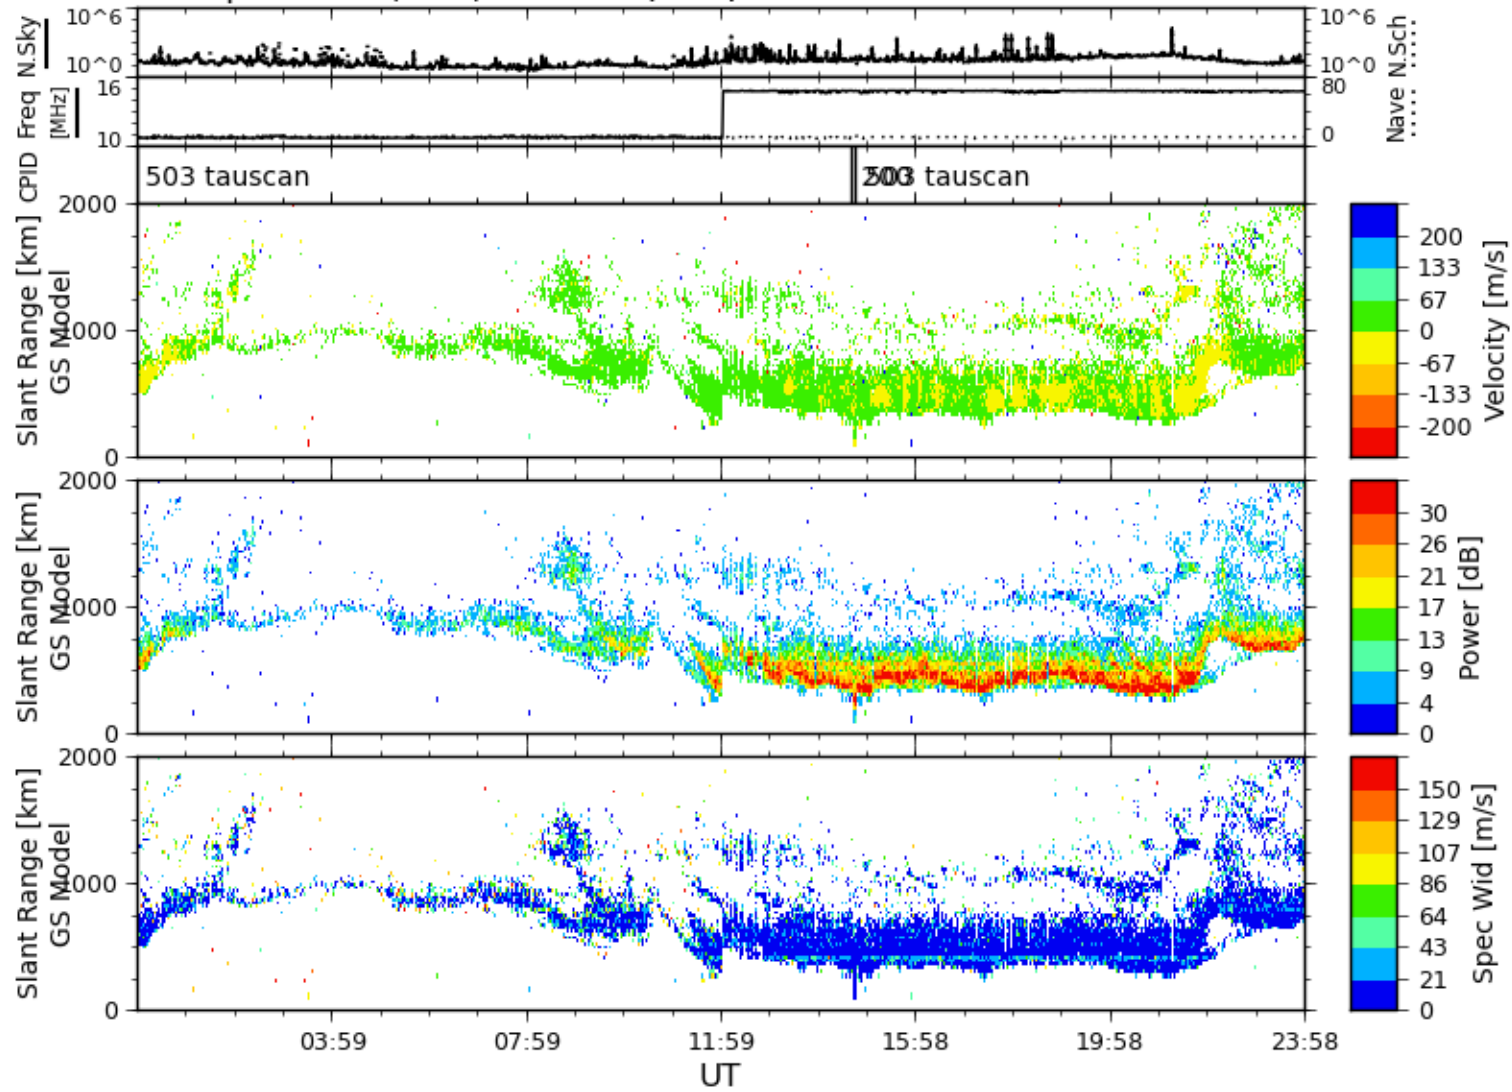 N.Sky
10^6
10^0
10^6
10^0
N.Sch
Freq
[MHz]
16
10
80
0
Nave
CPID
503 tauscan
503 tauscan
Slant Range [km]
GS Model
2000
1000
0
200
133
67
0
-67
-133
-200
Velocity [m/s]
Slant Range [km]
GS Model
2000
1000
0
30
26
21
17
13
9
4
0
Power [dB]
Slant Range [km]
GS Model
2000
1000
0
150
129
107
86
64
43
21
0
Spec Wid [m/s]
03:59 07:59 11:59 15:58 19:58 23:58
UT